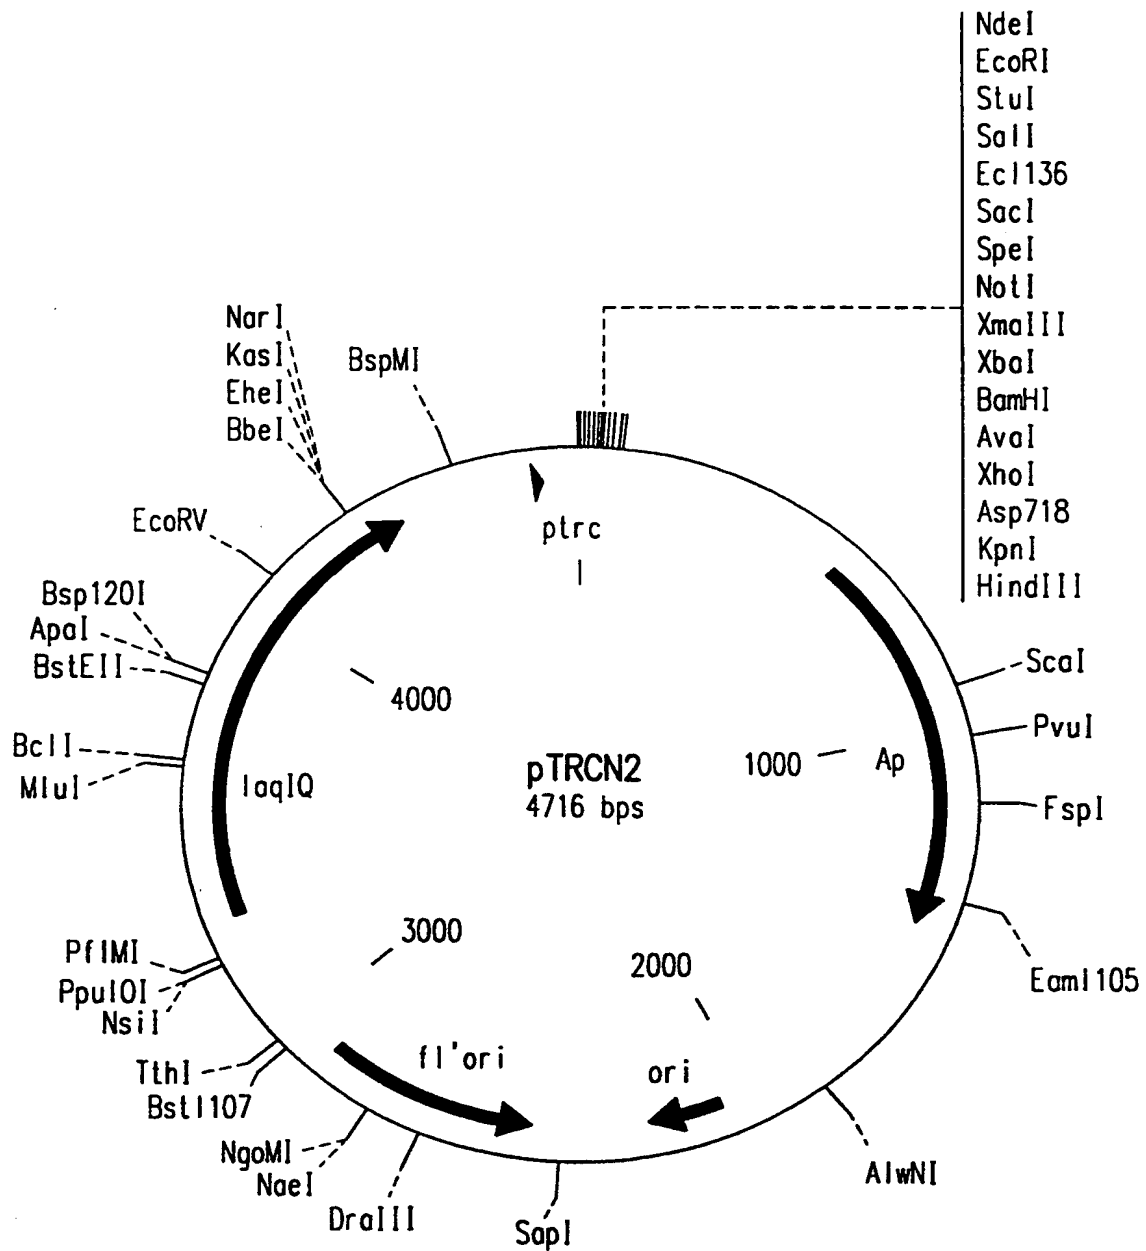 NdeI
EcoRI
StuI
SalI
Ecl136
SacI
SpeI
NotI
XmaIII
XbaI
BamHI
AvaI
XhoI
Asp718
KpnI
HindIII
NarI
KasI
EheI
BbeI
BspMI
EcoRV
Bsp120I
ApaI
BstEII
BclI
MluI
PflMI
Ppu10I
NsiI
TthI
Bst1107
NgoMI
NaeI
DraIII
SapI
AlwNI
Eam1105
FspI
PvuI
ScaI
ptrc
1
4000
1000
Ap
laqIQ
pTRCN2
4716 bps
3000
2000
f1'ori
ori